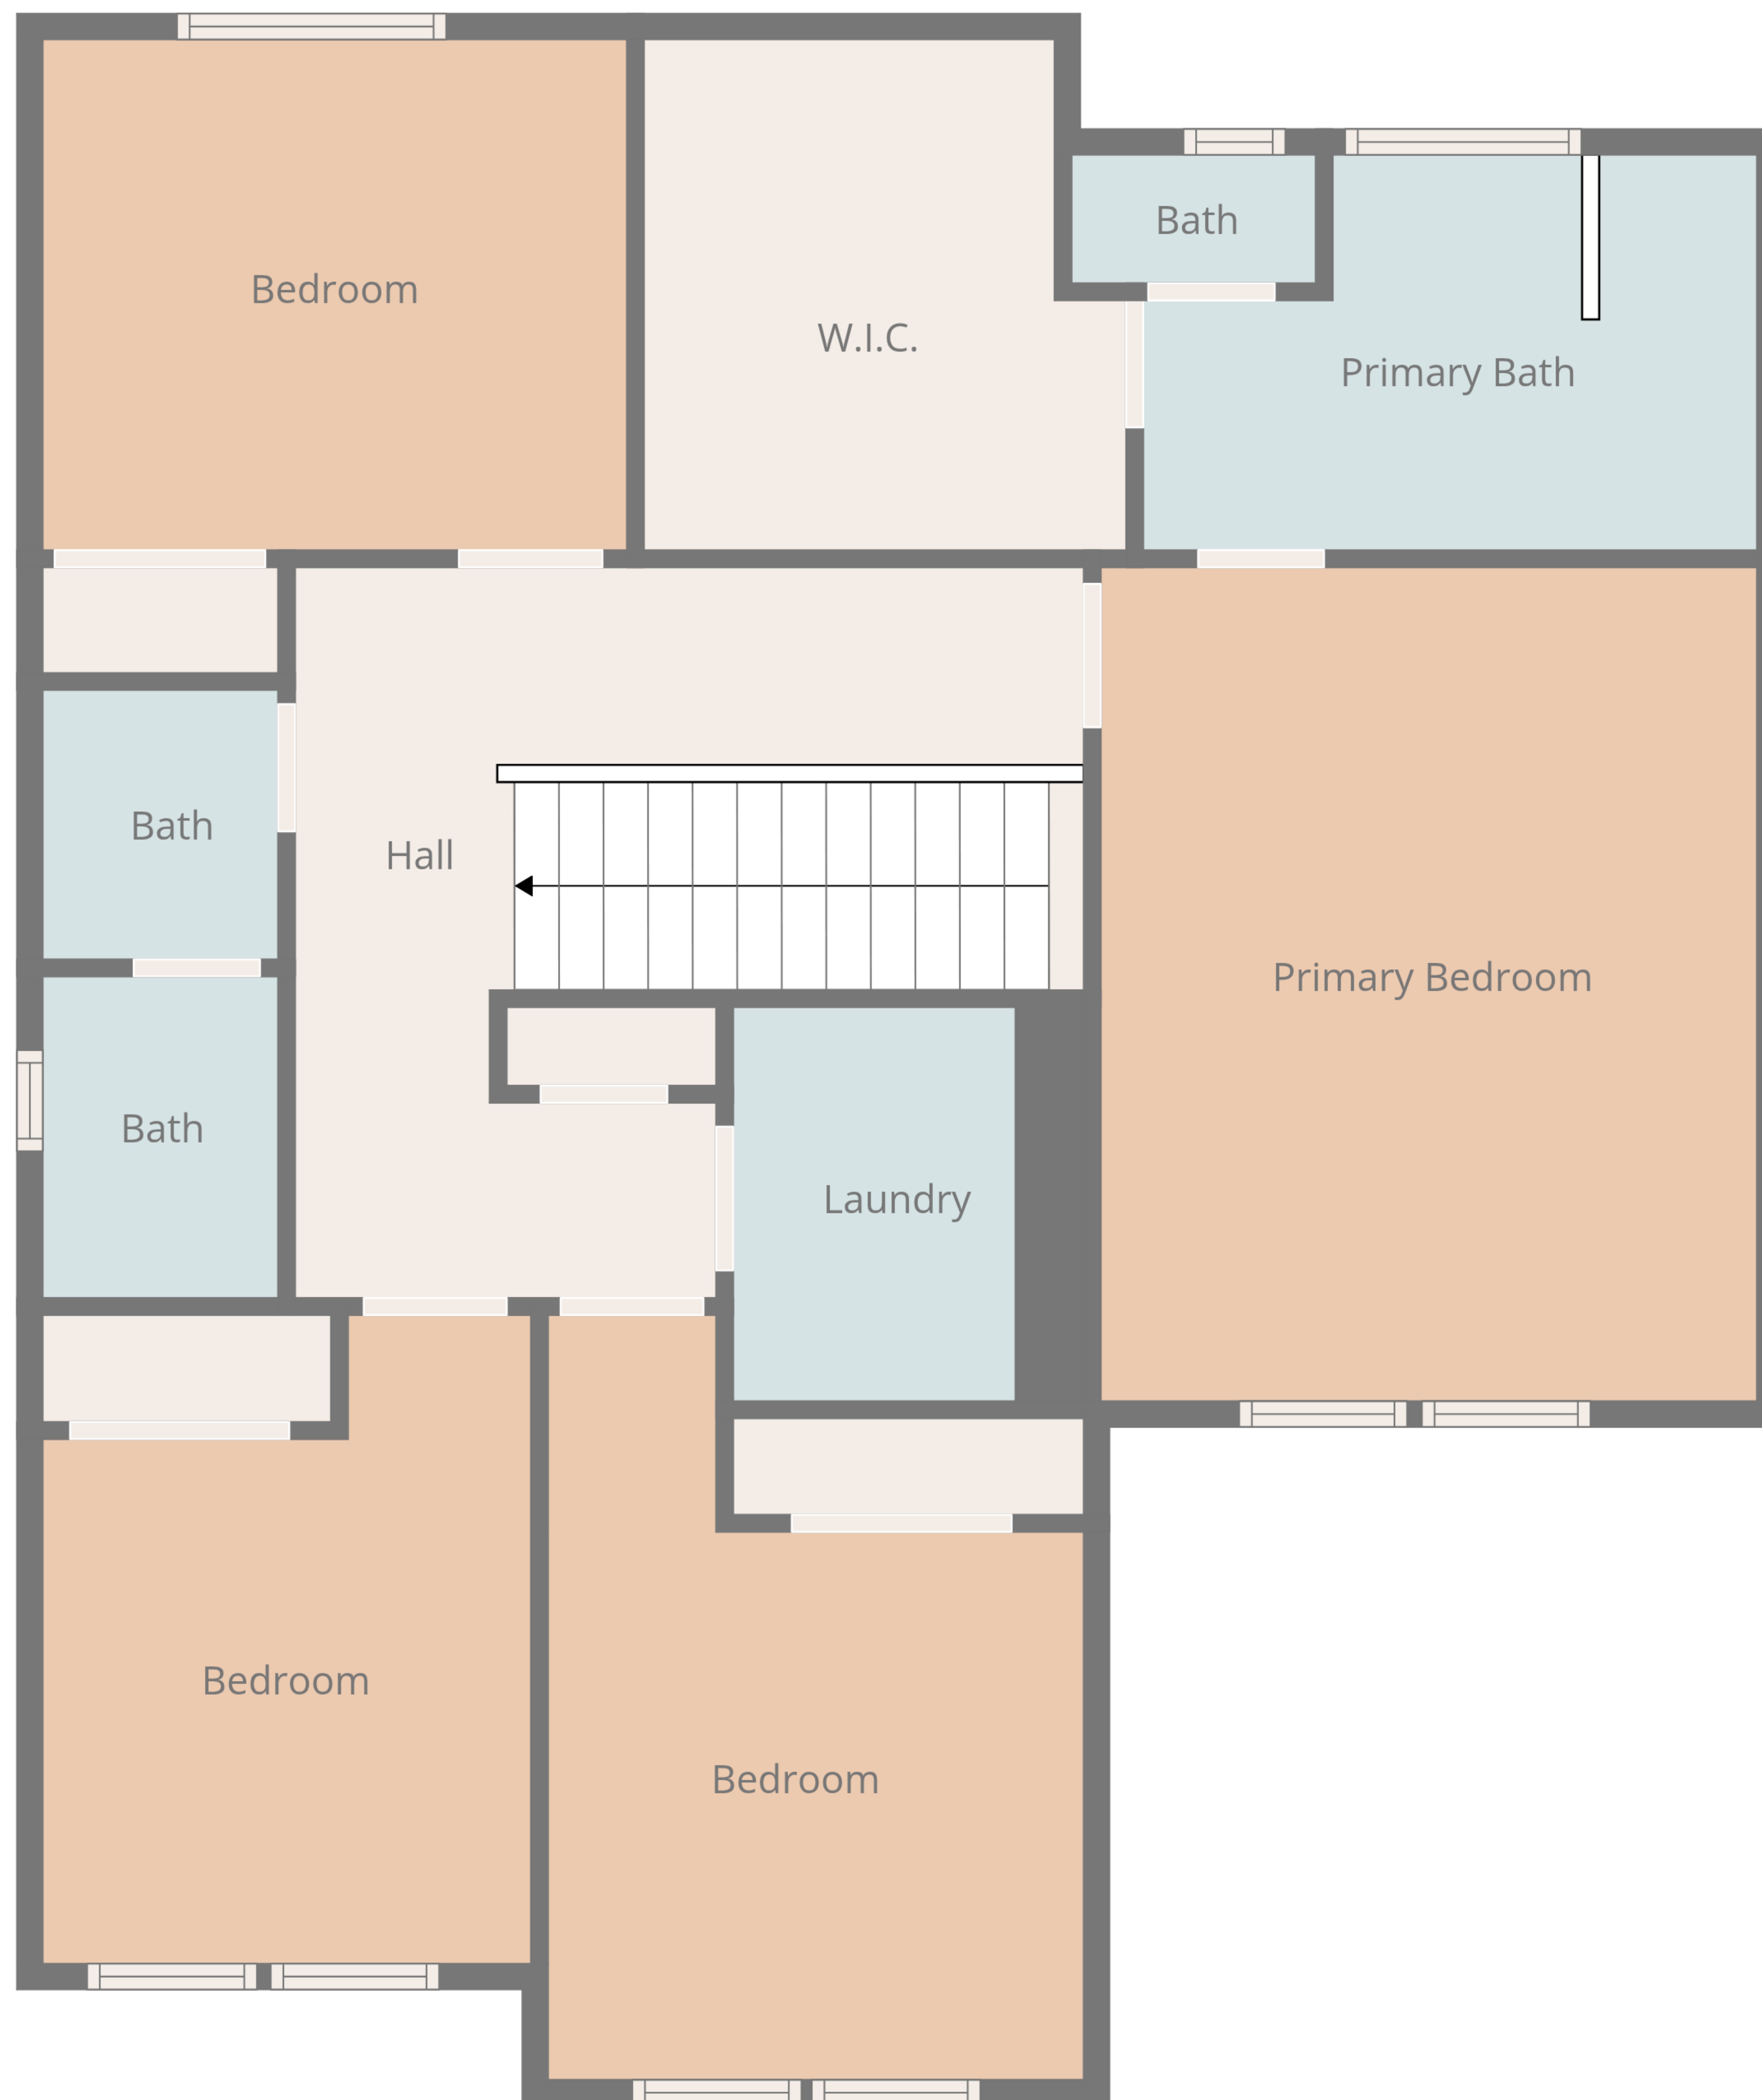 Bath
Bedroom
W.I.C.
Primary Bath
Bath
Hall
Primary Bedroom
Bath
Laundry
Bedroom
Bedroom